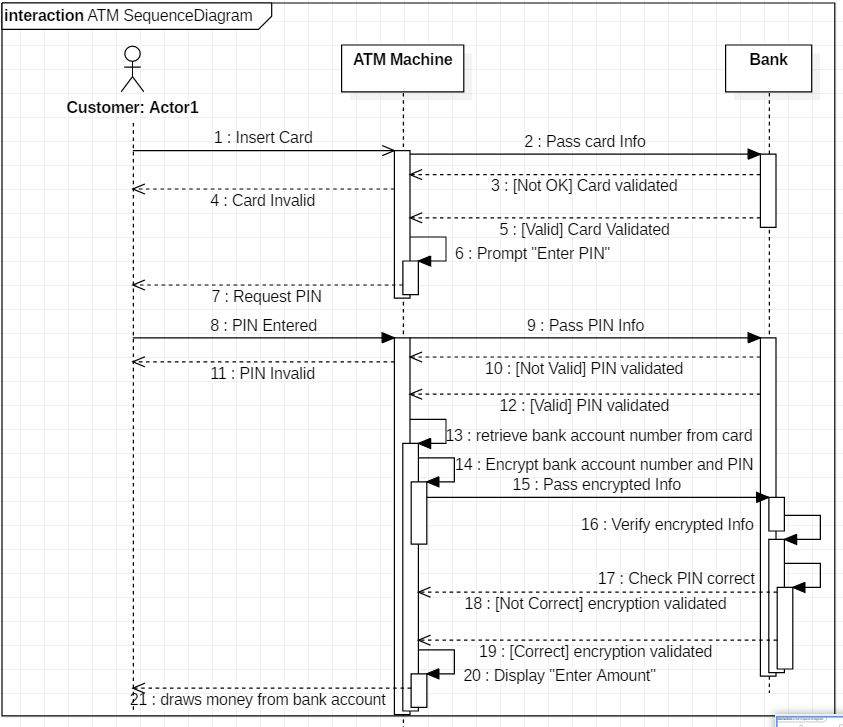 interaction ATM SequenceDiagram
ATM Machine
Bank
Customer: Actor1
1 : Insert Card
2 : Pass card Info
3 : [Not OK] Card validated
4 : Card Invalid
5 : [Valid] Card Validated
6 : Prompt "Enter PIN"
7 : Request PIN
8 : PIN Entered
9 : Pass PIN Info
10 : [Not Valid] PIN validated
11 : PIN Invalid
12 : [Valid] PIN validated
13 : retrieve bank account number from card
14 : Encrypt bank account number and PIN
15 : Pass encrypted Info
16 : Verify encrypted Info
17 : Check PIN correct
18 : [Not Correct] encryption validated
19 : [Correct] encryption validated
20 : Display "Enter Amount"
21 : draws money from bank account